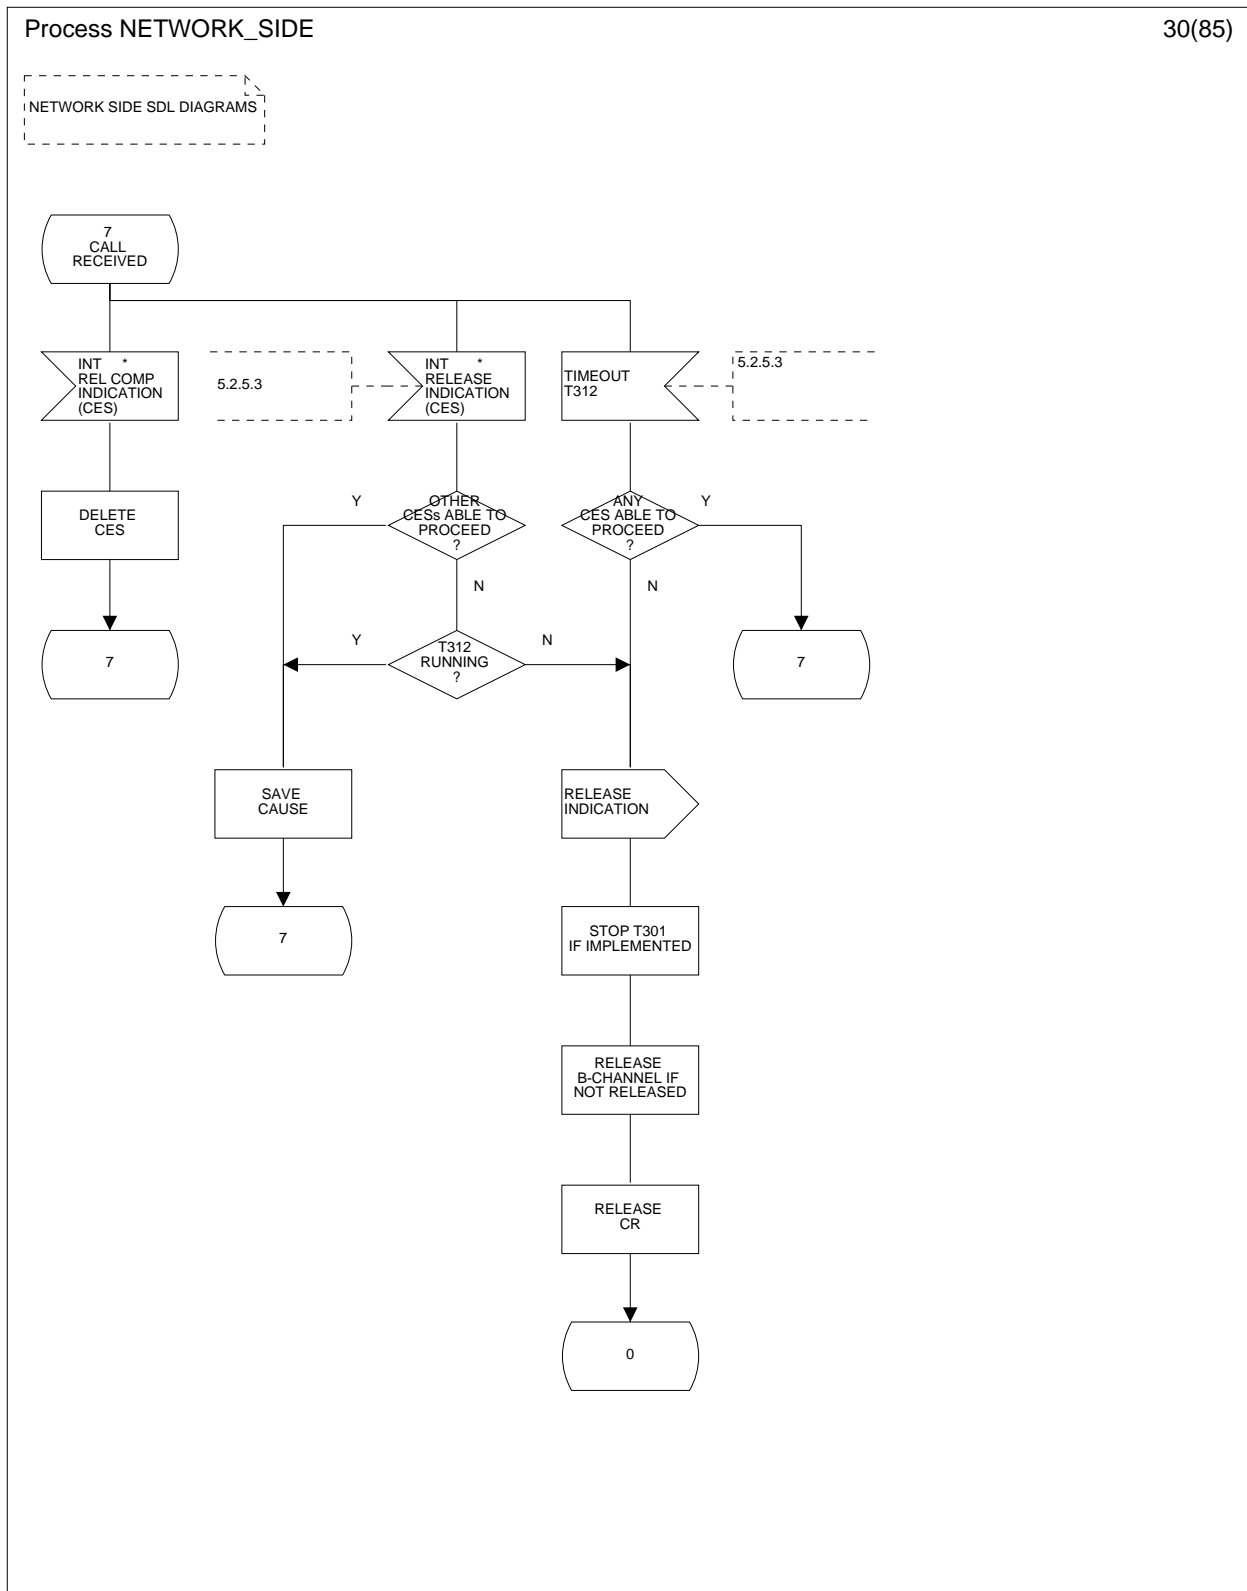 Process NETWORK_SIDE
30(85)
NETWORK SIDE SDL DIAGRAMS
7
CALL
RECEIVED
INT *
REL COMP
INDICATION
(CES)
5.2.5.3
INT *
RELEASE
INDICATION
(CES)
TIMEOUT
T312
5.2.5.3
DELETE
CES
Y
OTHER
CESs ABLE TO
PROCEED
?
N
ANY
CES ABLE TO
PROCEED
?
Y
N
7
Y
T312
RUNNING
?
N
7
SAVE
CAUSE
RELEASE
INDICATION
7
STOP T301
IF IMPLEMENTED
RELEASE
B-CHANNEL IF
NOT RELEASED
RELEASE
CR
0